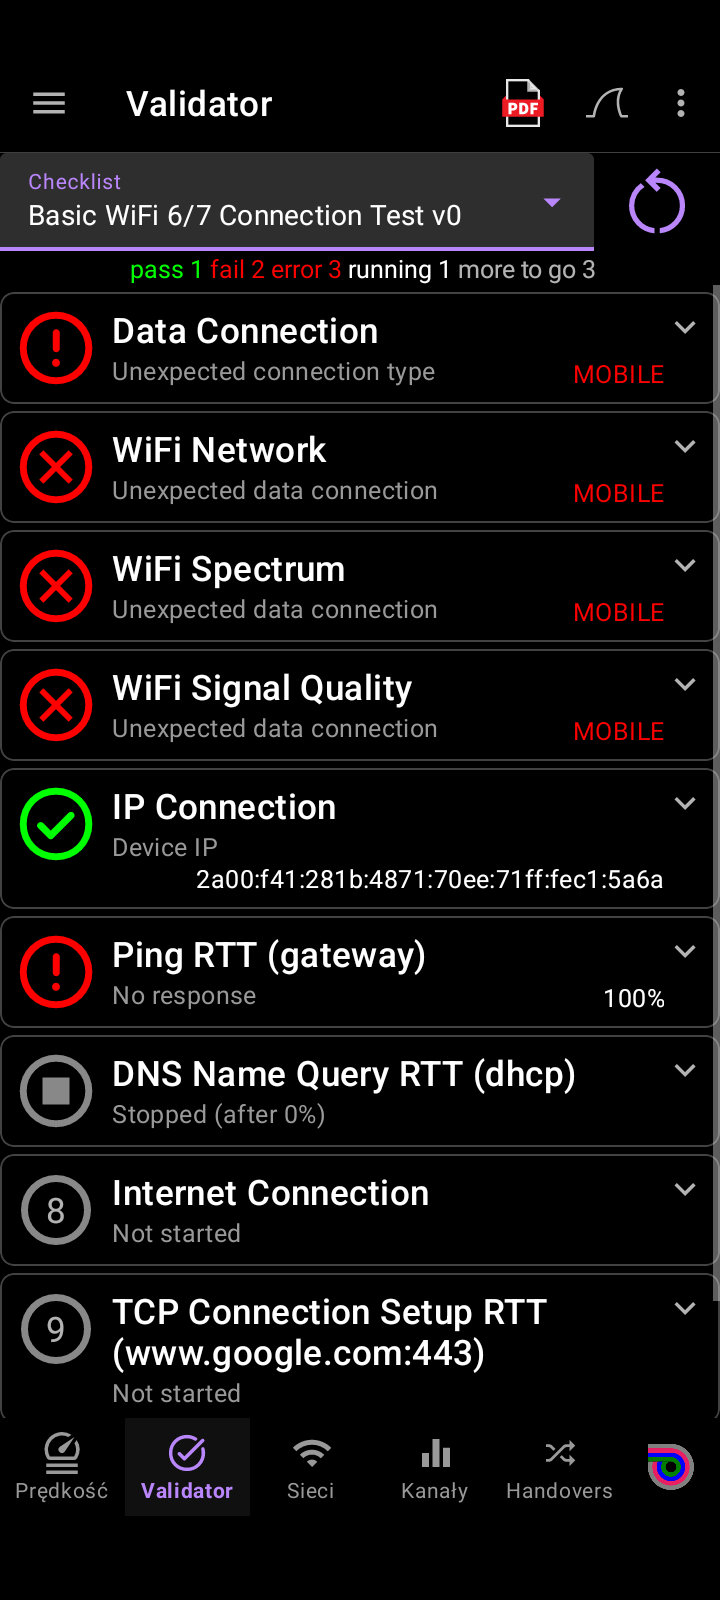 Validator
PDF
Checklist
Basic WiFi 6/7 Connection Test v0
pass 1 fail 2 error 3 running 1 more to go 3
Data Connection
Unexpected connection type
MOBILE
WiFi Network
Unexpected data connection
MOBILE
WiFi Spectrum
Unexpected data connection
MOBILE
WiFi Signal Quality
Unexpected data connection
MOBILE
IP Connection
Device IP
2a00:f41:281b:4871:70ee:71ff:fec1:5a6a
Ping RTT (gateway)
No response
100%
DNS Name Query RTT (dhcp)
Stopped (after 0%)
8
Internet Connection
Not started
9
TCP Connection Setup RTT
(www.google.com:443)
Not started
Prędkość
Validator
Sieci
Kanały
Handovers